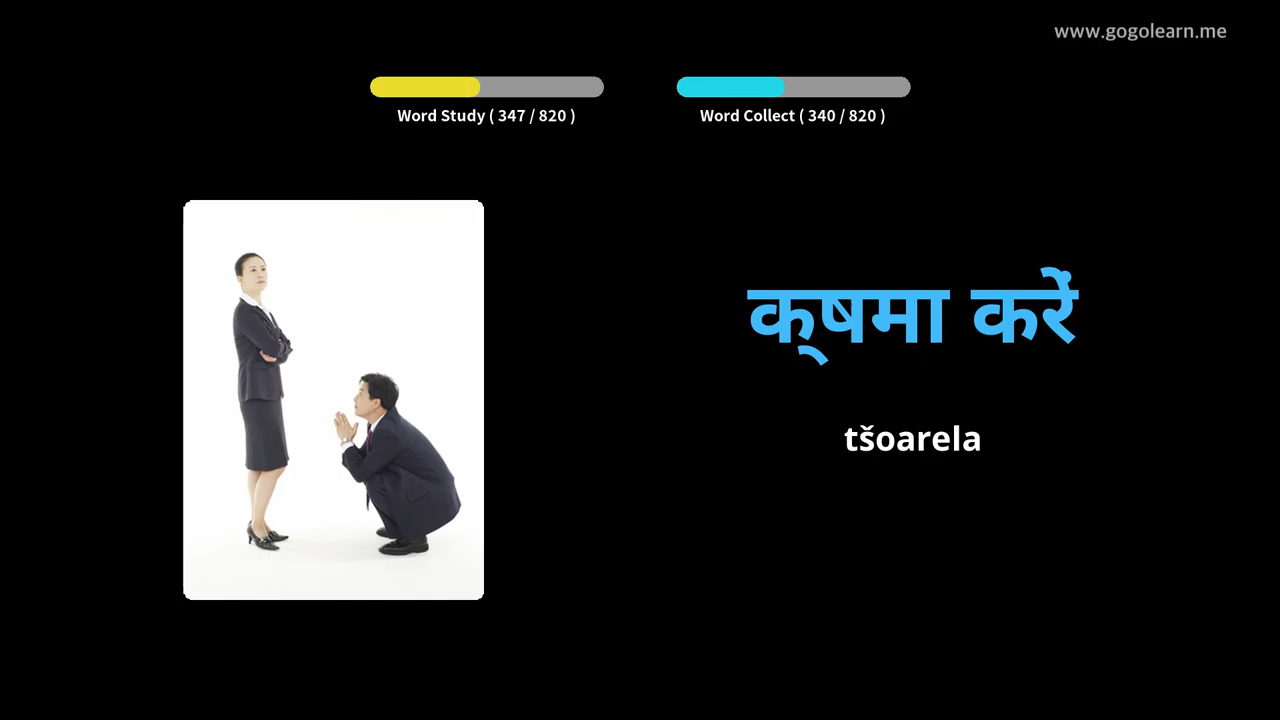 www.gogolearn.me
Word Study ( 347 / 820 )
Word Collect ( 340 / 820 )
क्षमा करें
tšoarela